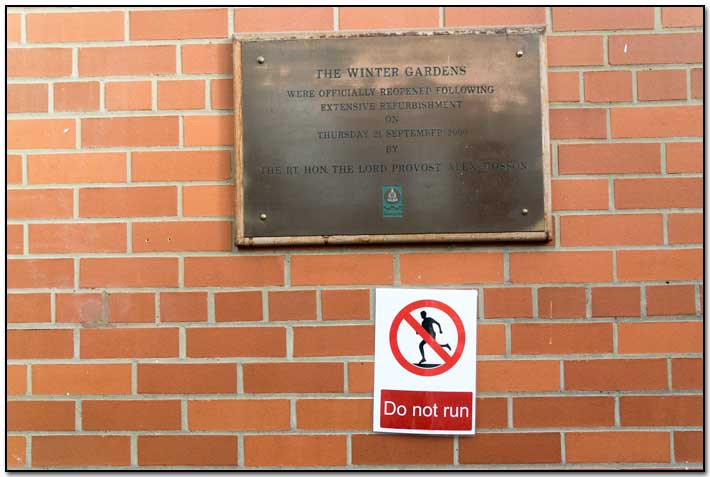 THE WINTER GARDENS
WERE OFFICIALLY REOPENED FOLLOWING
EXTENSIVE REFURBISHMENT
ON
THURSDAY 21 SEPTEMBER 2000
BY
THE RT HON. THE LORD PROVOST ALEX. MOSSON
Do not run